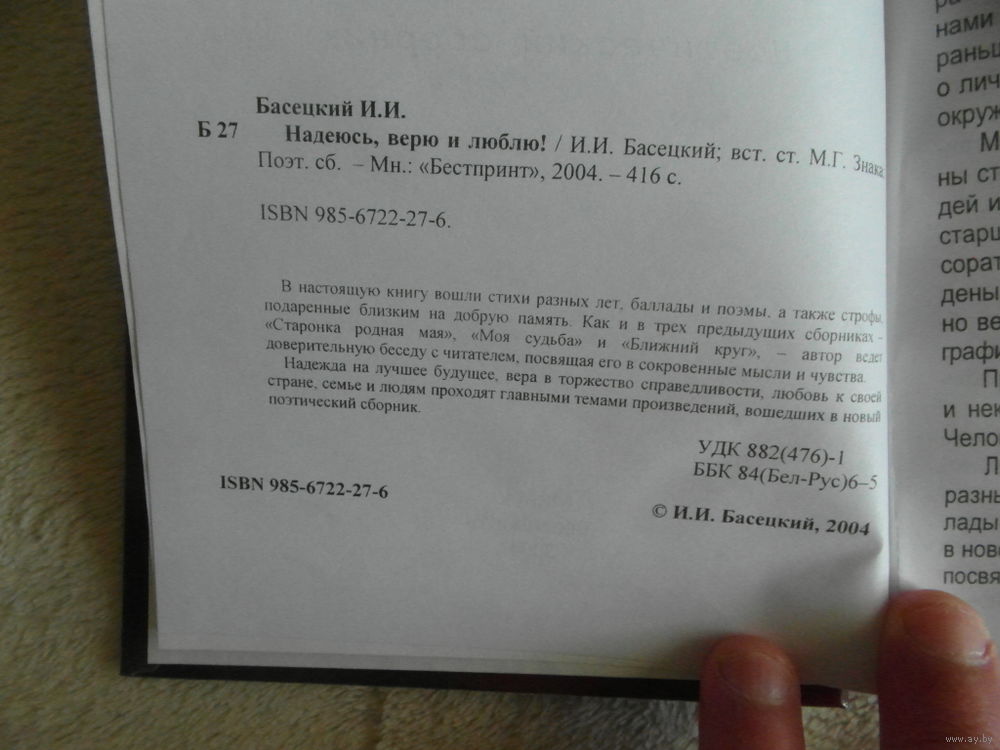 Басецкий И.И.
Б 27
Надеюсь, верю и люблю! / И.И. Басецкий; вст. ст. М.Г. Знака
Поэт. сб. – Мн.: «Бестпринт», 2004. – 416 с.
ISBN 985-6722-27-6.
В настоящую книгу вошли стихи разных лет, баллады и поэмы, а также строфы,
подаренные близким на добрую память. Как и в трех предыдущих сборниках -
«Старонка родная мая», «Моя судьба» и «Ближний круг», – автор ведет
доверительную беседу с читателем, посвящая его в сокровенные мысли и чувства.
Надежда на лучшее будущее, вера в торжество справедливости, любовь к своей
стране, семье и людям проходят главными темами произведений, вошедших в новый
поэтический сборник.
УДК 882(476)-1
ББК 84(Бел-Рус)6–5
ISBN 985-6722-27-6
© И.И. Басецкий, 2004
нами
раньш
о лич
окруж
М
ны ст
дей и
старш
сорат
дены
но ве
графи
П
и нек
Чело
Л
разны
лады
в ново
посвя
www.ay.by